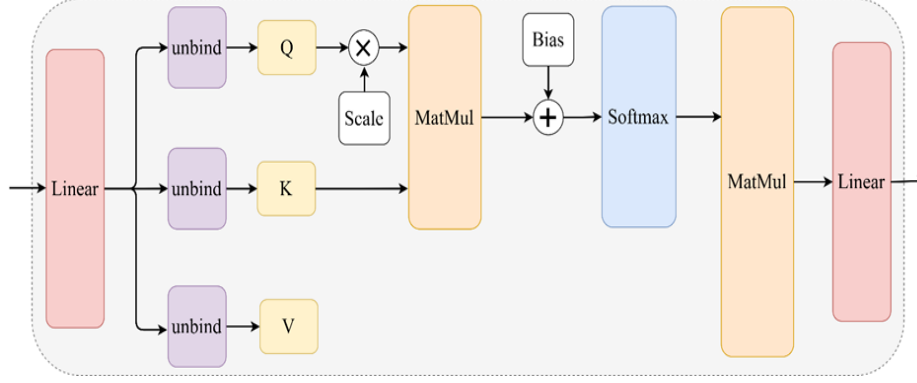 Linear
unbind
Q
Scale
unbind
K
unbind
V
MatMul
Bias
Softmax
MatMul
Linear